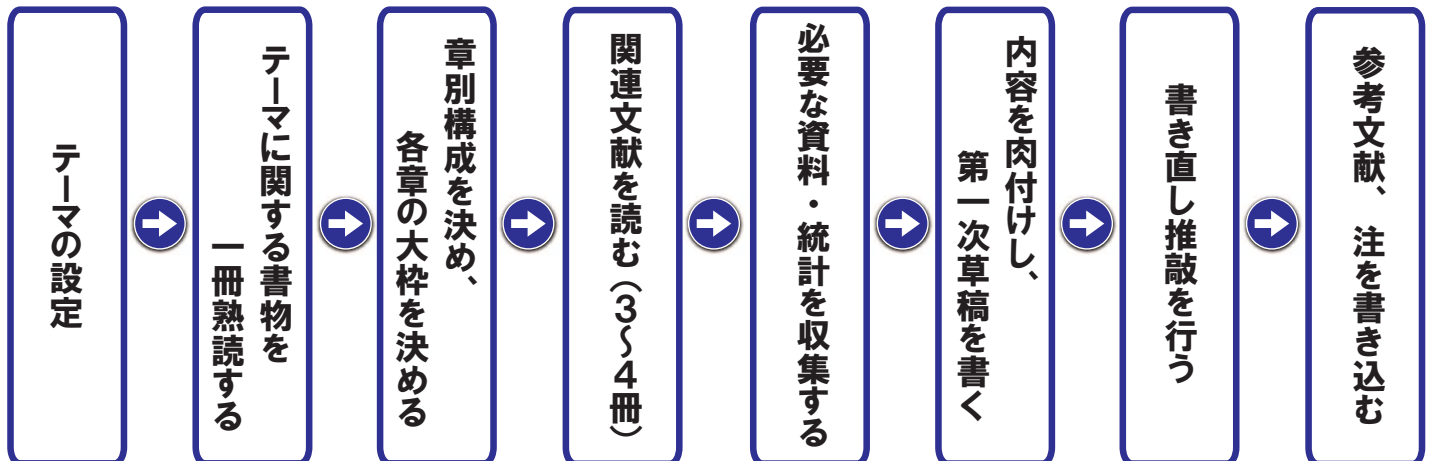 テーマの設定
テーマに関する書物を
一冊熟読する
章別構成を決め、
各章の大枠を決める
関連文献を読む（３〜４冊）
必要な資料・統計を収集する
内容を肉付けし、
第一次草稿を書く
書き直し推敲を行う
参考文献、注を書き込む